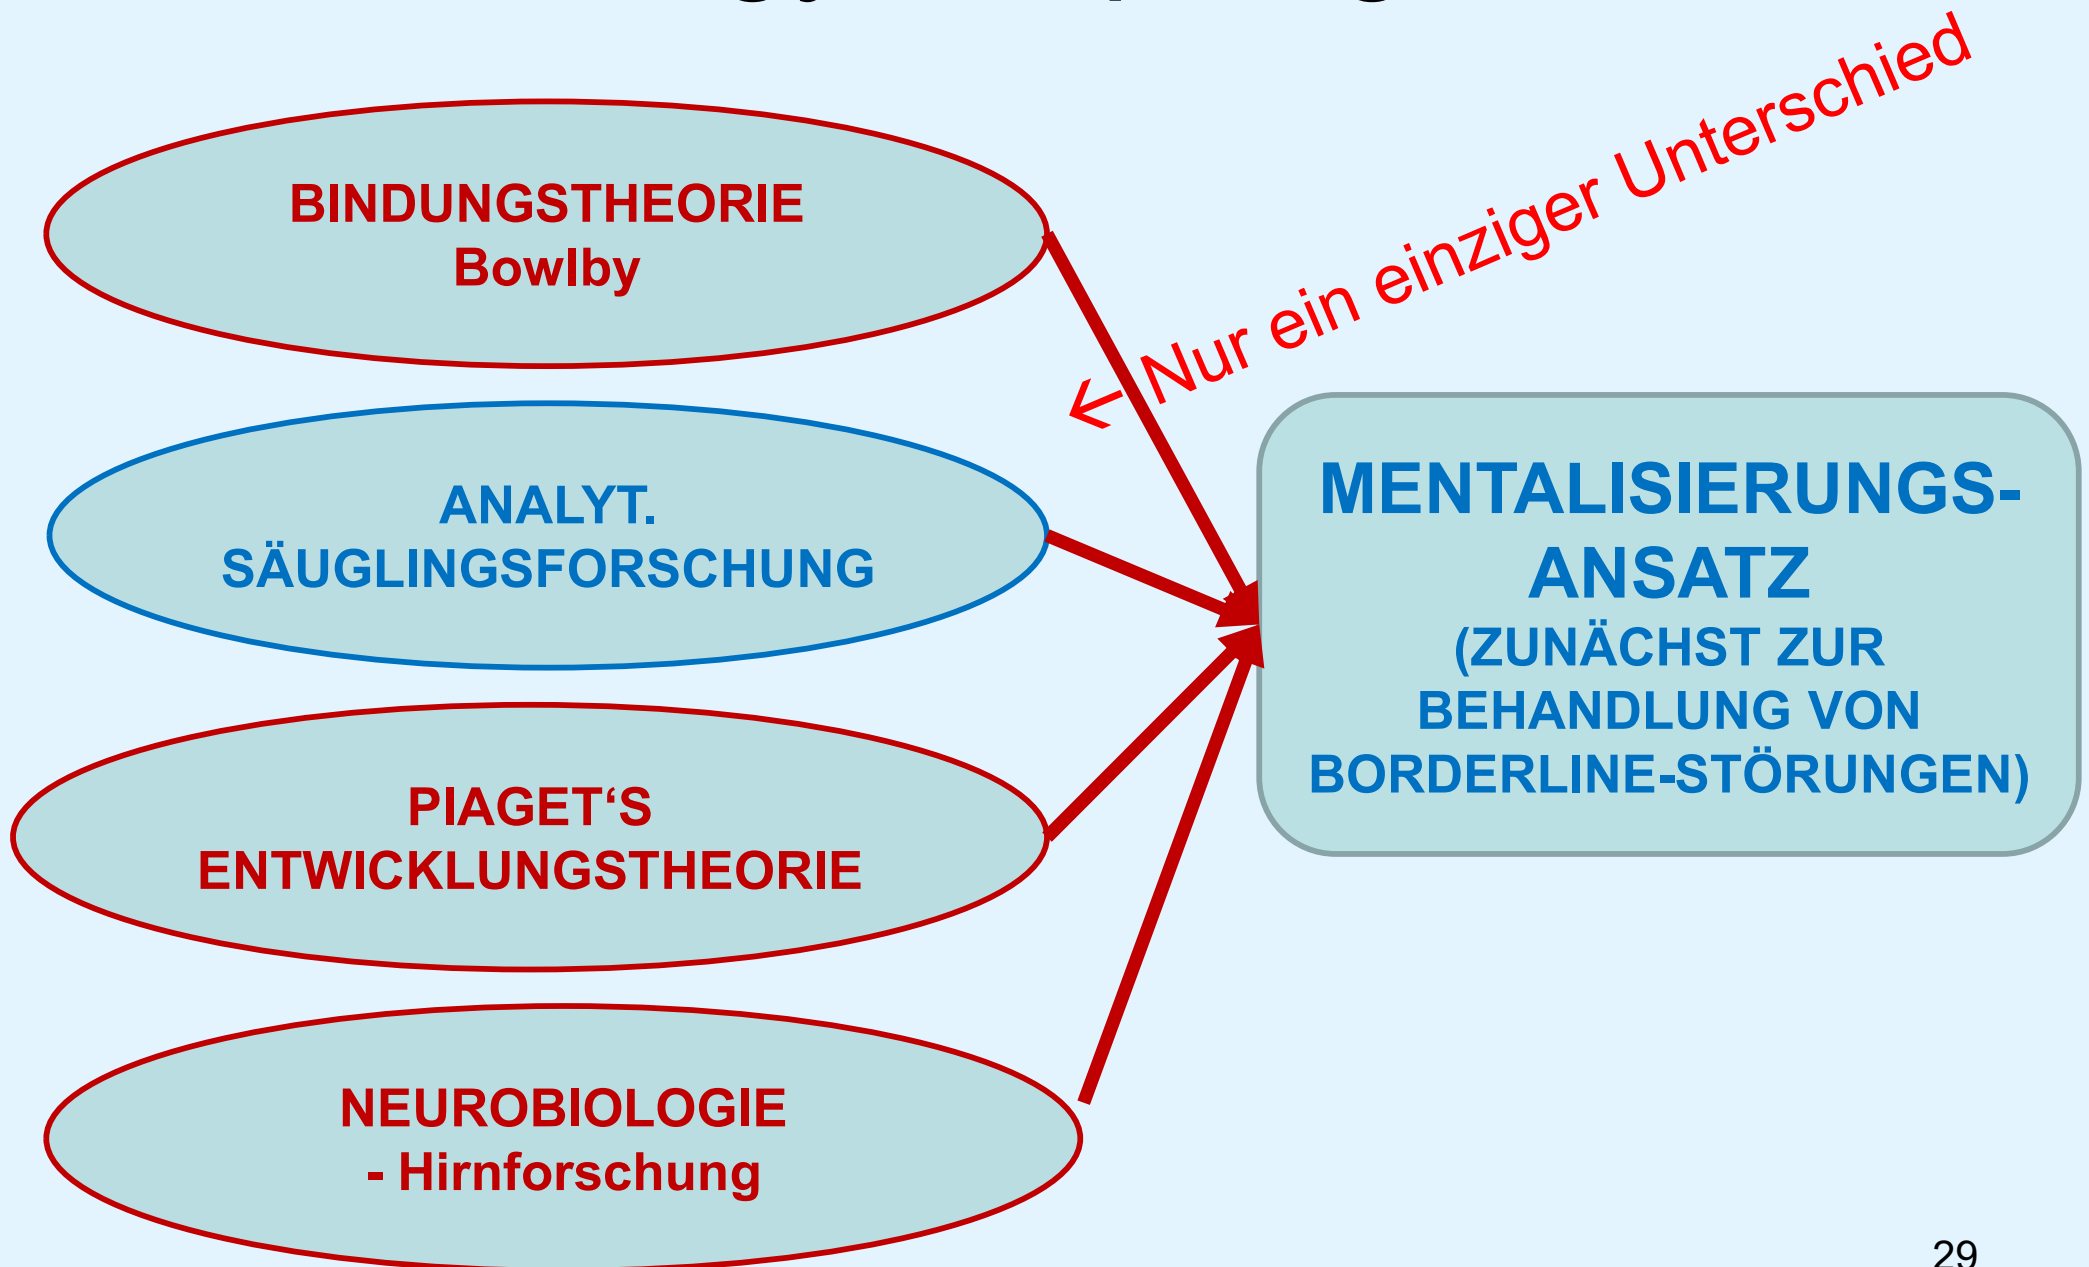 ← Nur ein einziger Unterschied
BINDUNGSTHEORIE
Bowlby
ANALYT.
SÄUGLINGSFORSCHUNG
PIAGET‘S
ENTWICKLUNGSTHEORIE
NEUROBIOLOGIE
- Hirnforschung
MENTALISIERUNGS-
ANSATZ
(ZUNÄCHST ZUR
BEHANDLUNG VON
BORDERLINE-STÖRUNGEN)
29